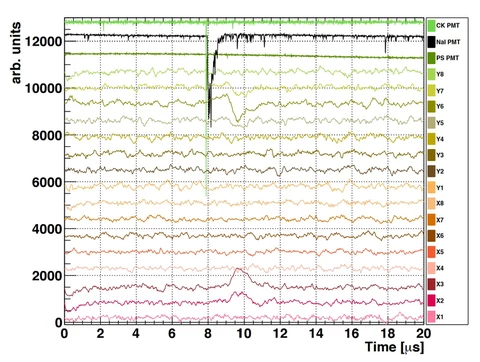 arb. units
12000
10000
8000
6000
4000
2000
0
0 2 4 6 8 10 12 14 16 18 20
Time [μs]
CK PMT
NaI PMT
PS PMT
Y8
Y7
Y6
Y5
Y4
Y3
Y2
Y1
X8
X7
X6
X5
X4
X3
X2
X1